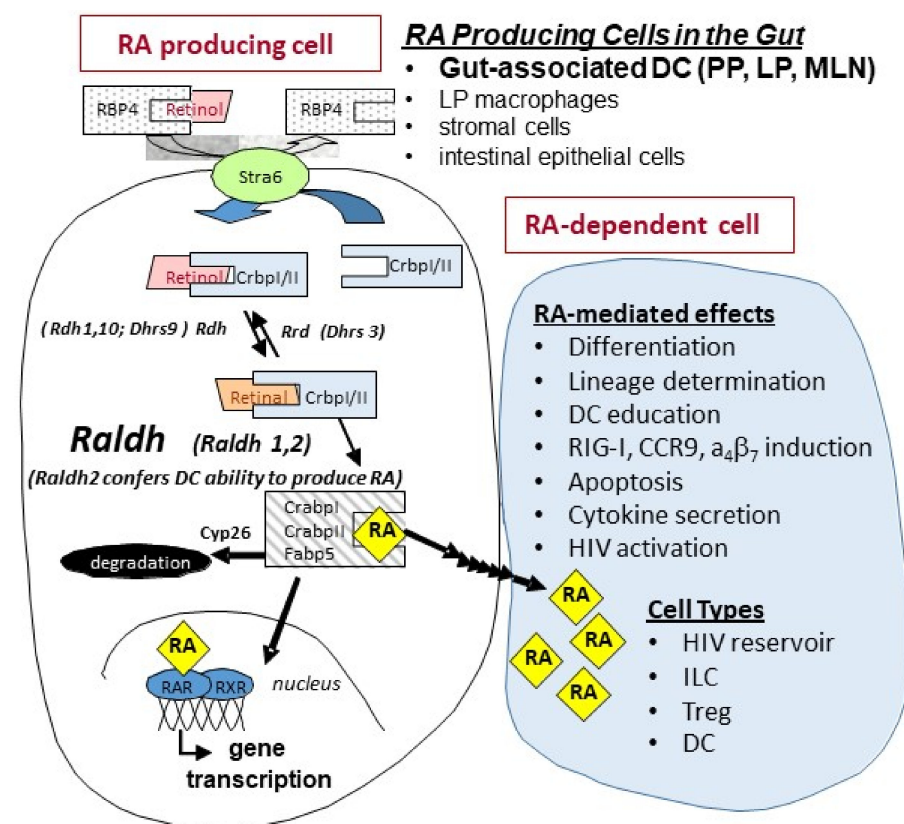 RA producing cell
RA Producing Cells in the Gut
• Gut-associated DC (PP, LP, MLN)
• LP macrophages
• stromal cells
• intestinal epithelial cells
RBP4
Retinol
RBP4
Stra6
Retinol
CrbpI/II
CrbpI/II
(Rdh1,10; Dhrs9) Rdh
Rrd (Dhrs 3)
Retinal
CrbpI/II
Raldh (Raldh 1,2)
(Raldh2 confers DC ability to produce RA)
CrabpI
CrabpII
Fabp5
RA
Cyp26
degradation
RA
RAR
RXR
nucleus
gene
transcription
RA-dependent cell
RA-mediated effects
• Differentiation
• Lineage determination
• DC education
• RIG-I, CCR9, a₄β₇ induction
• Apoptosis
• Cytokine secretion
• HIV activation
RA
RA
RA
RA
Cell Types
• HIV reservoir
• ILC
• Treg
• DC